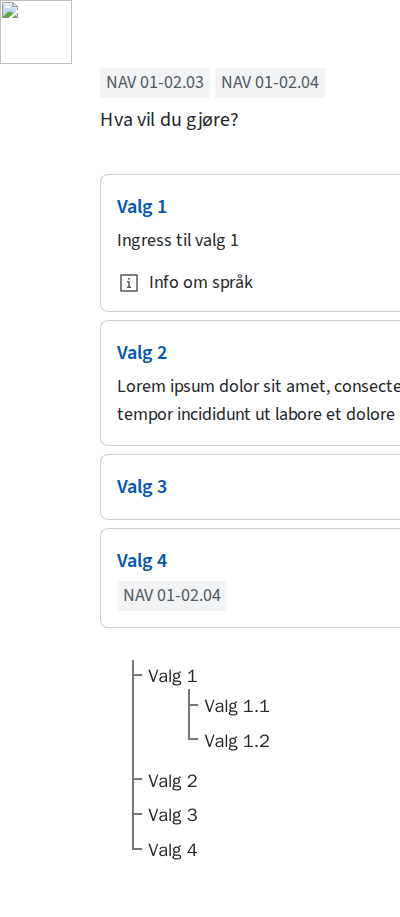 NAV 01-02.03 NAV 01-02.04
Hva vil du gjøre?
Valg 1
Ingress til valg 1
Info om språk
Valg 2
Lorem ipsum dolor sit amet, consecte
tempor incididunt ut labore et dolore
Valg 3
Valg 4
NAV 01-02.04
Valg 1
Valg 1.1
Valg 1.2
Valg 2
Valg 3
Valg 4